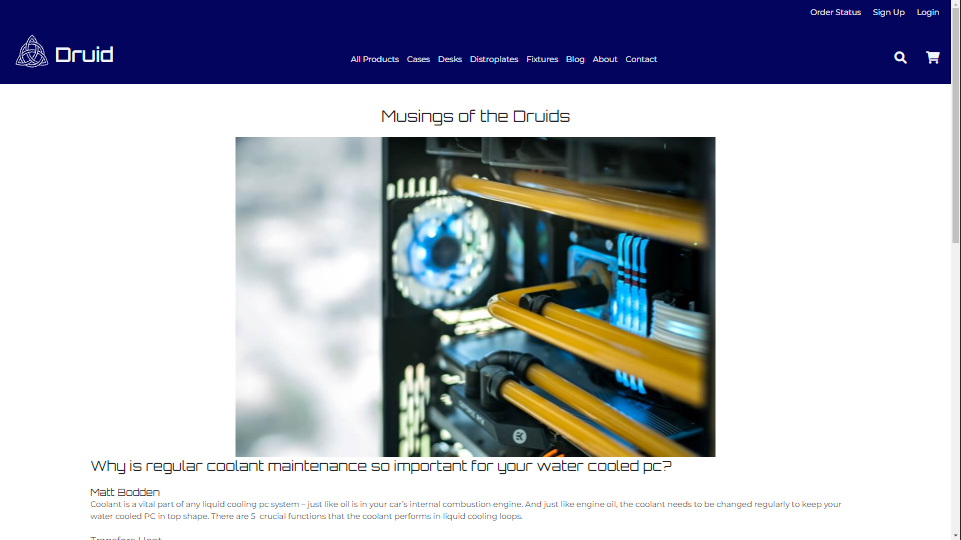 Order Status Sign Up Login
Druid
All Products Cases Desks Distroplates Fixtures Blog About Contact
Musings of the Druids
Why is regular coolant maintenance so important for your water cooled pc?
Matt Bodden
Coolant is a vital part of any liquid cooling pc system – just like oil is in your car's internal combustion engine. And just like engine oil, the coolant needs to be changed regularly to keep your
water cooled PC in top shape. There are 5 crucial functions that the coolant performs in liquid cooling loops.
Transfers Heat